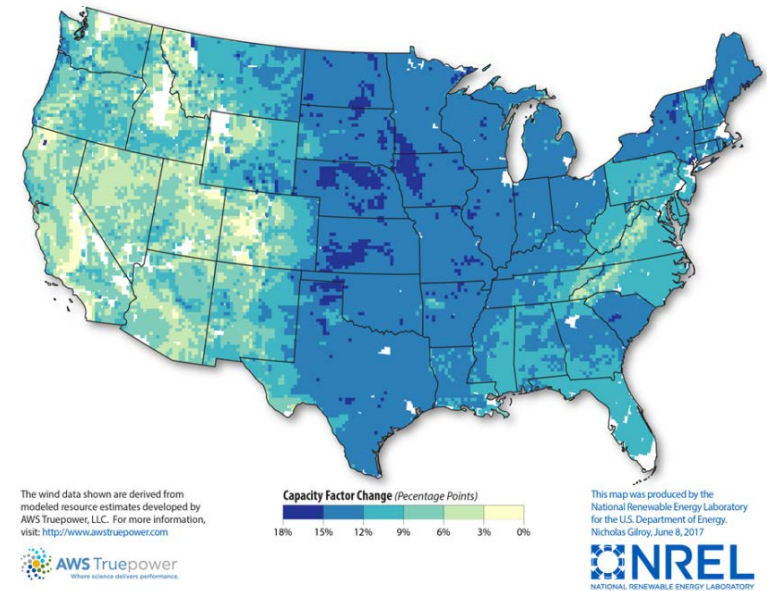 The wind data shown are derived from
modeled resource estimates developed by
AWS Truepower, LLC. For more information,
visit: http://www.awstruepower.com
AWS Truepower
Where science delivers performance.
Capacity Factor Change (Pecentage Points)
18% 15% 12% 9% 6% 3% 0%
This map was produced by the
National Renewable Energy Laboratory
for the U.S. Department of Energy.
Nicholas Gilroy, June 8, 2017
NREL
NATIONAL RENEWABLE ENERGY LABORATORY